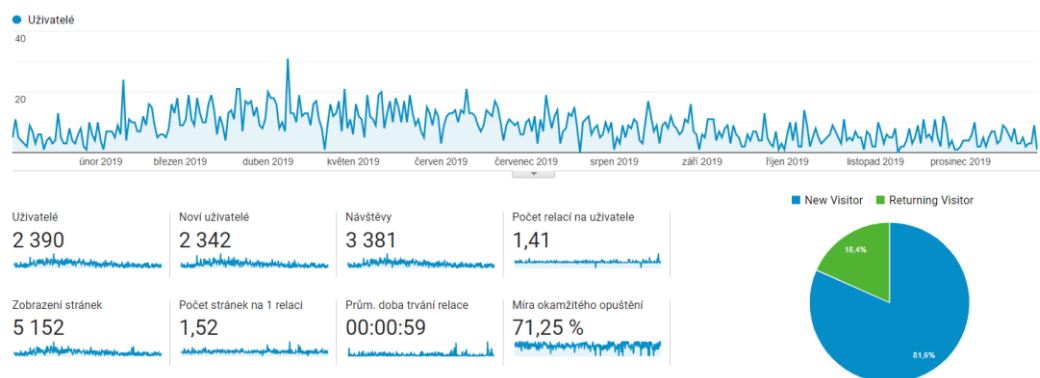 Uživatelé
40
20
únor 2019 březen 2019 duben 2019 květen 2019 červen 2019 červenec 2019 srpen 2019 září 2019 říjen 2019 listopad 2019 prosinec 2019
New Visitor Returning Visitor
Uživatelé Noví uživatelé Návštěvy Počet relací na uživatele
2 390 2 342 3 381 1,41
18,4%
Zobrazení stránek Počet stránek na 1 relaci Prům. doba trvání relace Míra okamžitého opuštění
5 152 1,52 00:00:59 71,25 %
81,6%